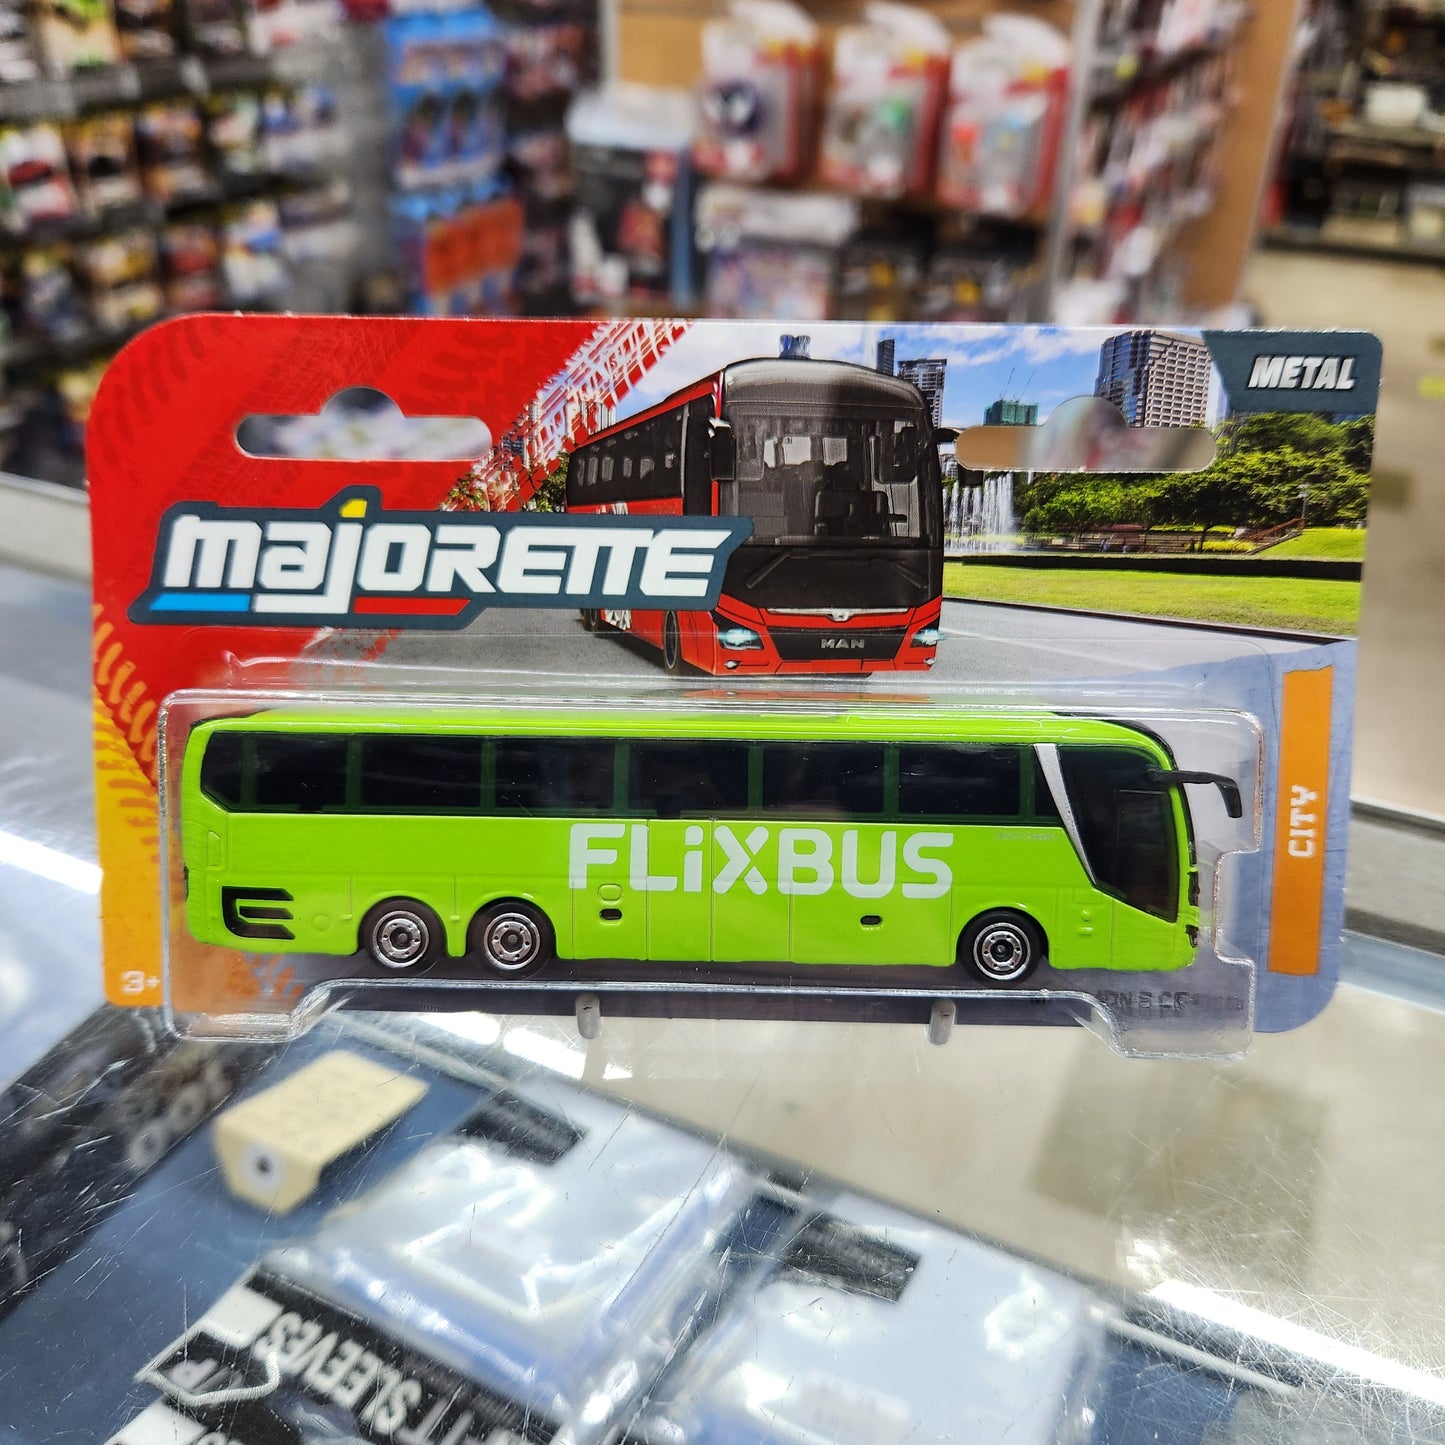 METAL
majORETTE
MAN
CITY
FLiXBUS
3+
SLEEVES